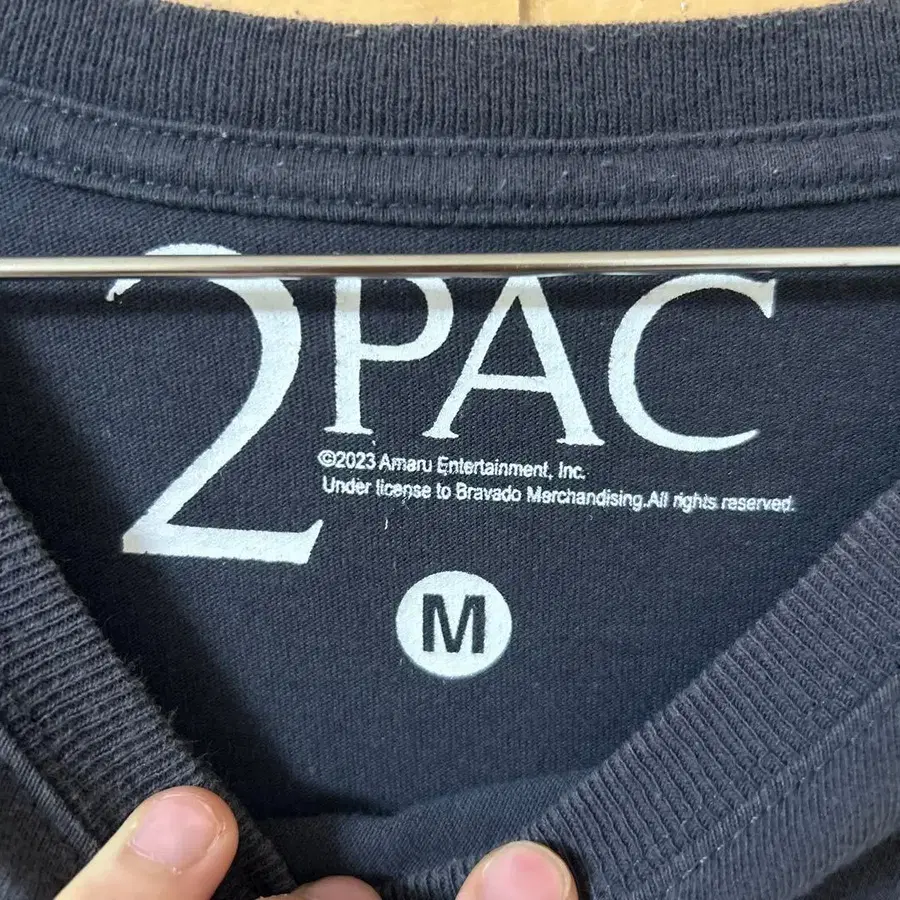 2PAC
©2023 Amaru Entertainment, Inc.
Under license to Bravado Merchandising.All rights reserved.
M